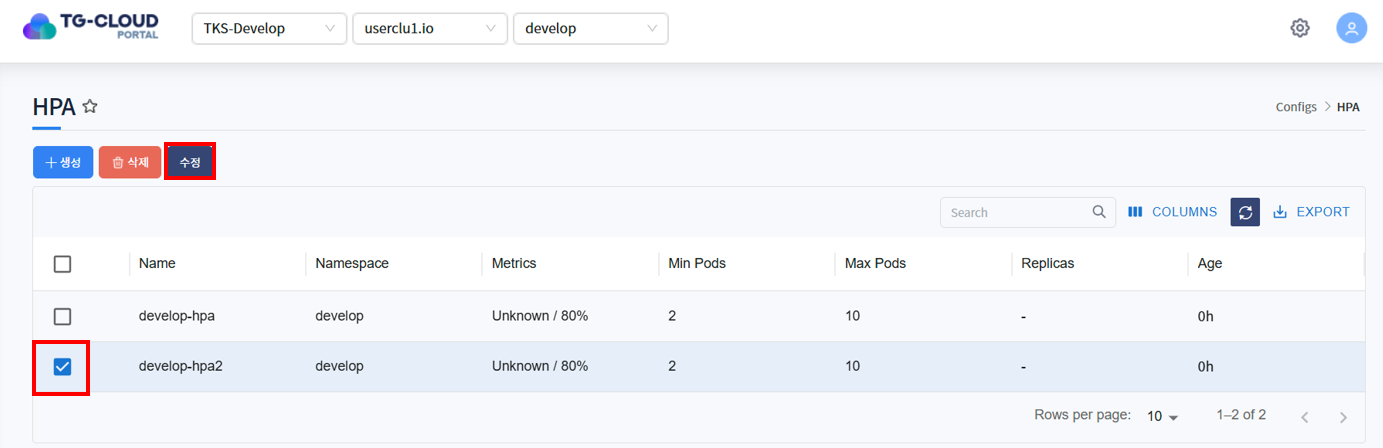 TG-CLOUD PORTAL TKS-Develop userclu1.io develop
HPA Configs > HPA
+ 생성 삭제 수정
Search COLUMNS EXPORT
Name Namespace Metrics Min Pods Max Pods Replicas Age
develop-hpa develop Unknown / 80% 2 10 - 0h
develop-hpa2 develop Unknown / 80% 2 10 - 0h
Rows per page: 10 1–2 of 2